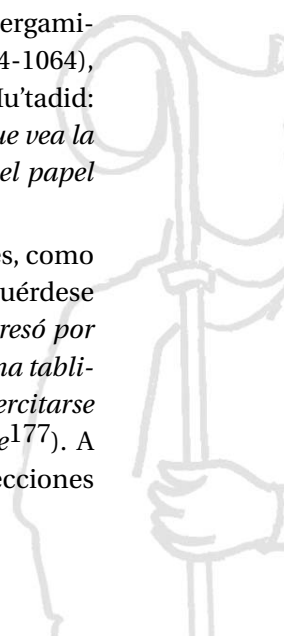 ergami-
4-1064),
u'tadid:
ue vea la
el papel
es, como
uérdese
resó por
na tabli-
ercitarse
e177). A
ecciones